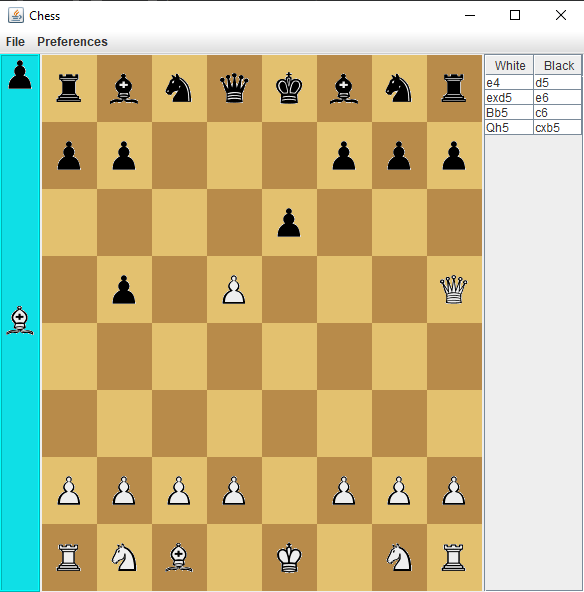 Chess
File Preferences
White Black
e4 d5
exd5 e6
Bb5 c6
Qh5 cxb5